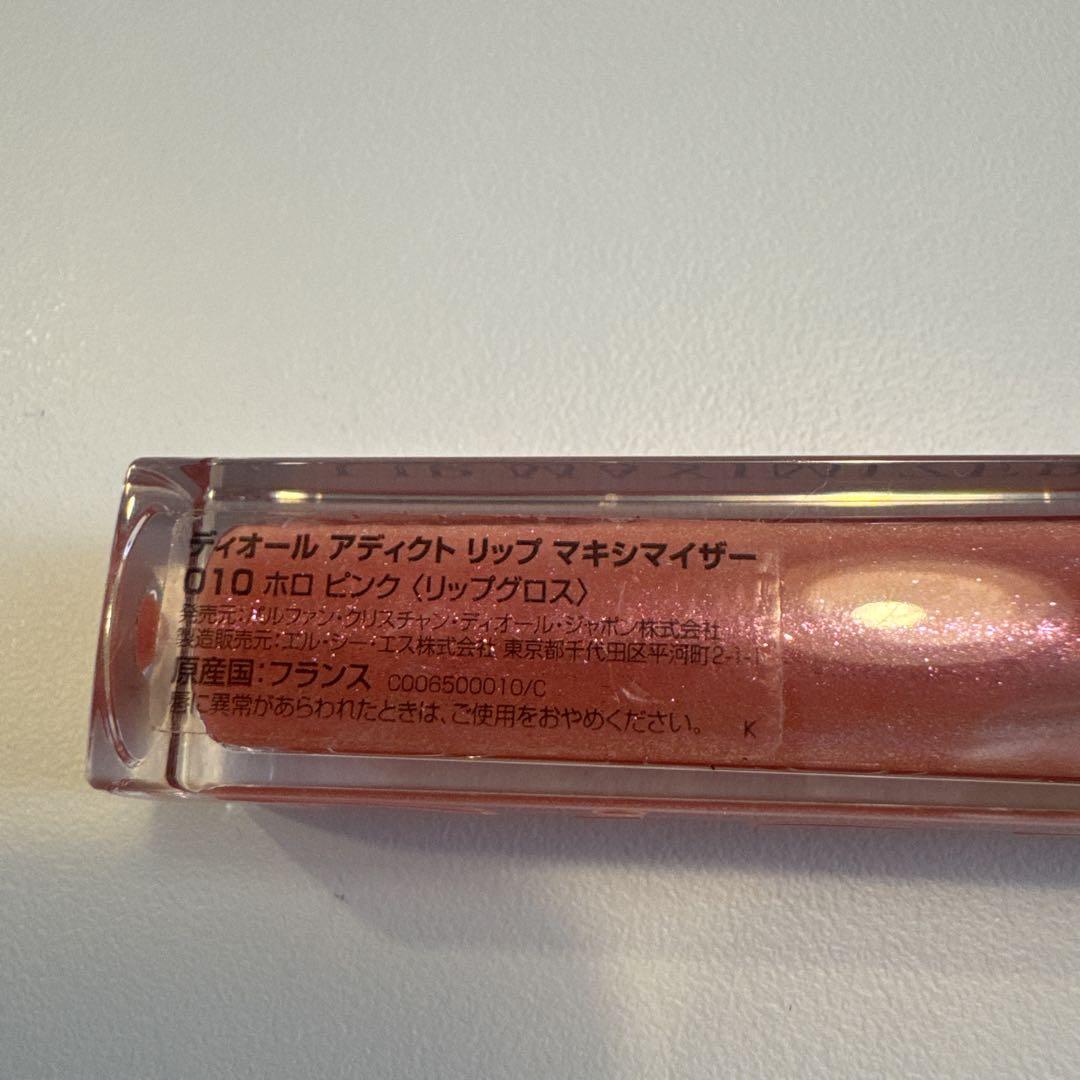 ディオール アディクト リップ マキシマイザー
010 ホロ ピンク〈リップグロス〉
発売元:パルファン・クリスチャン・ディオール・ジャポン株式会社
製造販売元:エル・シー・エス株式会社 東京都千代田区平河町2-1-1
原産国:フランス C006500010/C
唇に異常があらわれたときは、ご使用をおやめください。 K